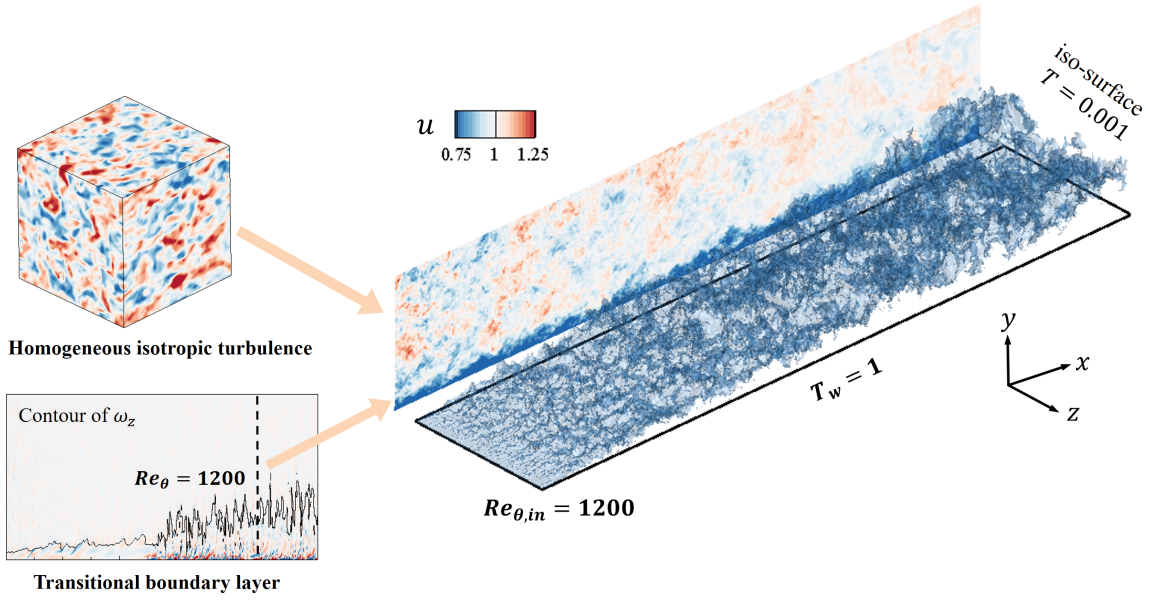 Homogeneous isotropic turbulence
Contour of ω_z
Re_θ = 1200
Transitional boundary layer
u
0.75 1 1.25
iso-surface
T = 0.001
T_w = 1
Re_θ,in = 1200
y
x
z